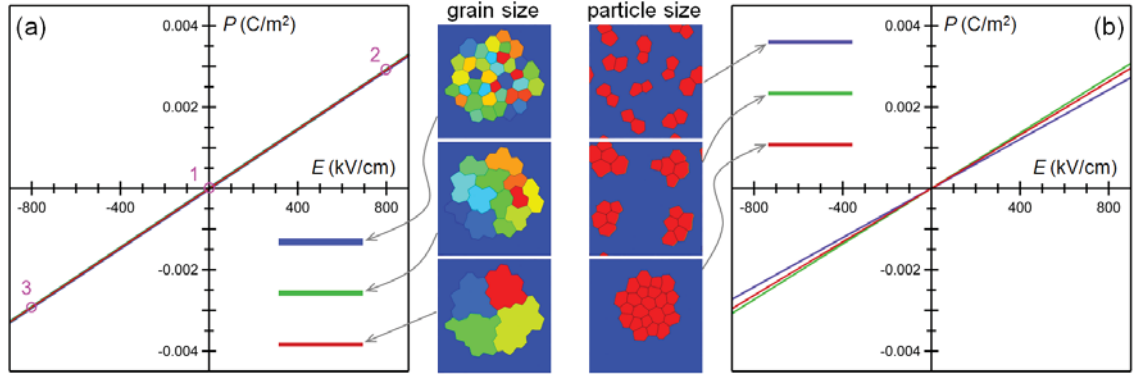 (a)
P (C/m²)
grain size
particle size
P (C/m²)
(b)
0.004
0.002
-0.002
-0.004
2
1
3
E (kV/cm)
-800
-400
400
800
0.004
0.002
-0.002
-0.004
E (kV/cm)
-800
-400
400
800